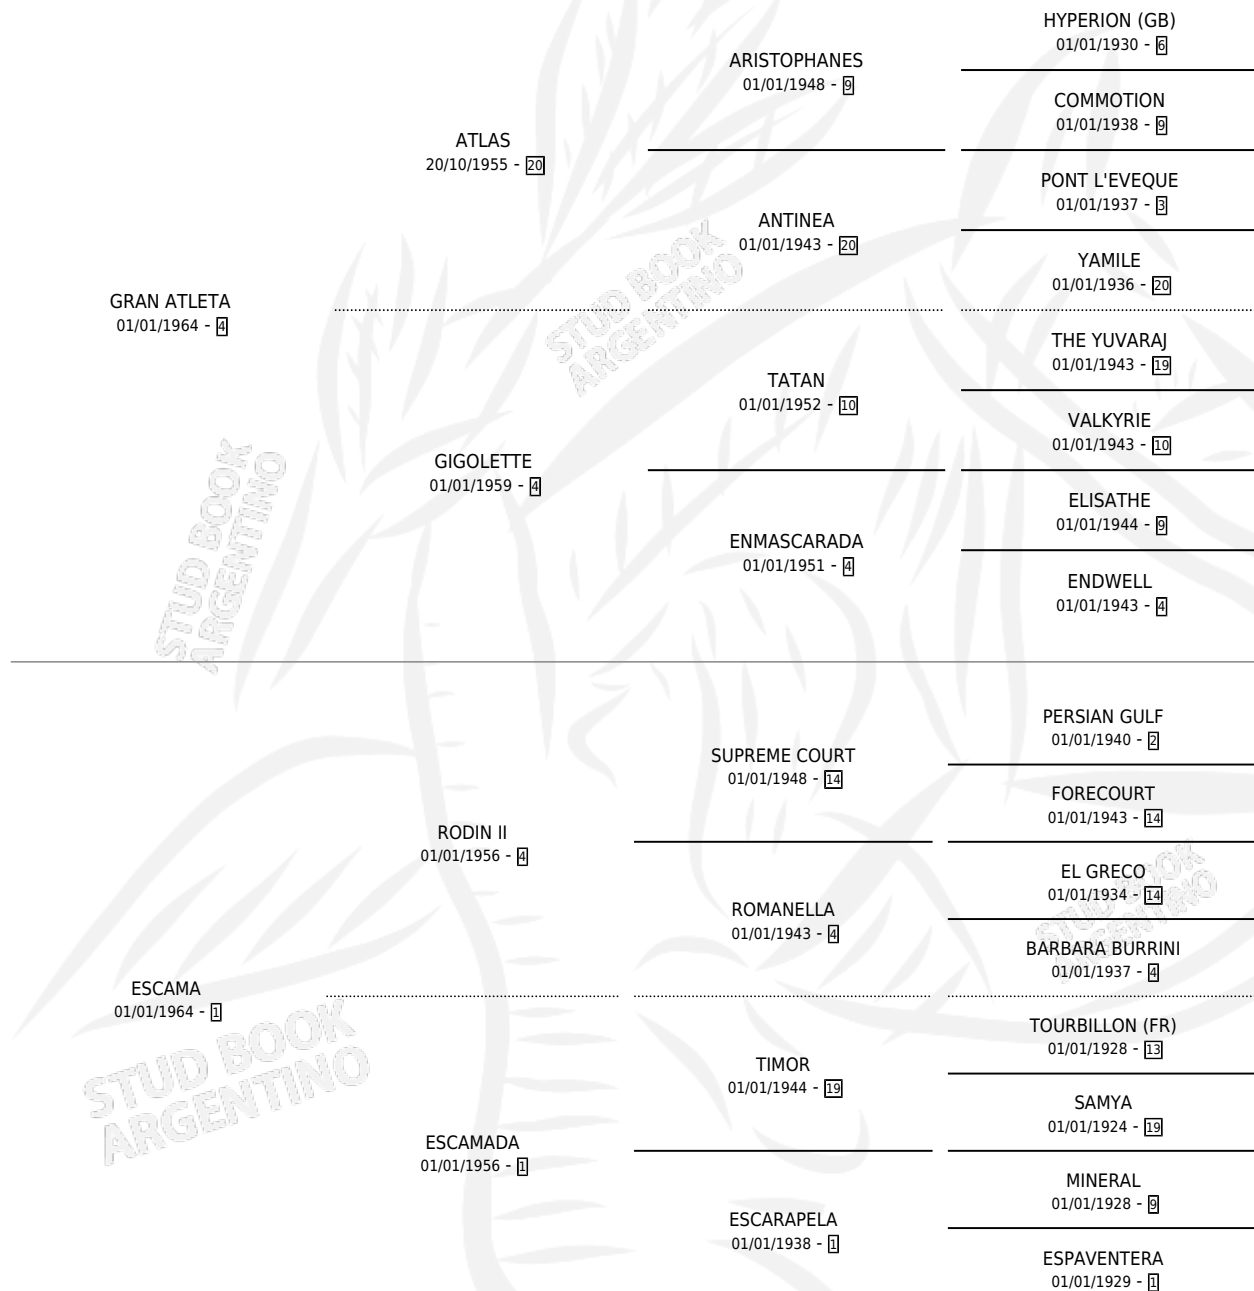 HYPERION (GB)
01/01/1930 - 6
ARISTOPHANES
01/01/1948 - 9
COMMOTION
01/01/1938 - 9
ATLAS
20/10/1955 - 20
PONT L'EVEQUE
01/01/1937 - 3
ANTINEA
01/01/1943 - 20
YAMILE
01/01/1936 - 20
GRAN ATLETA
01/01/1964 - 4
THE YUVARAJ
01/01/1943 - 19
TATAN
01/01/1952 - 10
VALKYRIE
01/01/1943 - 10
GIGOLETTE
01/01/1959 - 4
ELISATHE
01/01/1944 - 9
ENMASCARADA
01/01/1951 - 4
ENDWELL
01/01/1943 - 4
PERSIAN GULF
01/01/1940 - 2
SUPREME COURT
01/01/1948 - 14
FORECOURT
01/01/1943 - 14
RODIN II
01/01/1956 - 4
EL GRECO
01/01/1934 - 14
ROMANELLA
01/01/1943 - 4
BARBARA BURRINI
01/01/1937 - 4
ESCAMA
01/01/1964 - 1
TOURBILLON (FR)
01/01/1928 - 13
TIMOR
01/01/1944 - 19
SAMYA
01/01/1924 - 19
ESCAMADA
01/01/1956 - 1
MINERAL
01/01/1928 - 9
ESCARAPELA
01/01/1938 - 1
ESPAVENTERA
01/01/1929 - 1
STUD BOOK
ARGENTINO
STUD BOOK
ARGENTINO
STUD BOOK
ARGENTINO
STUD BOOK
ARGENTINO